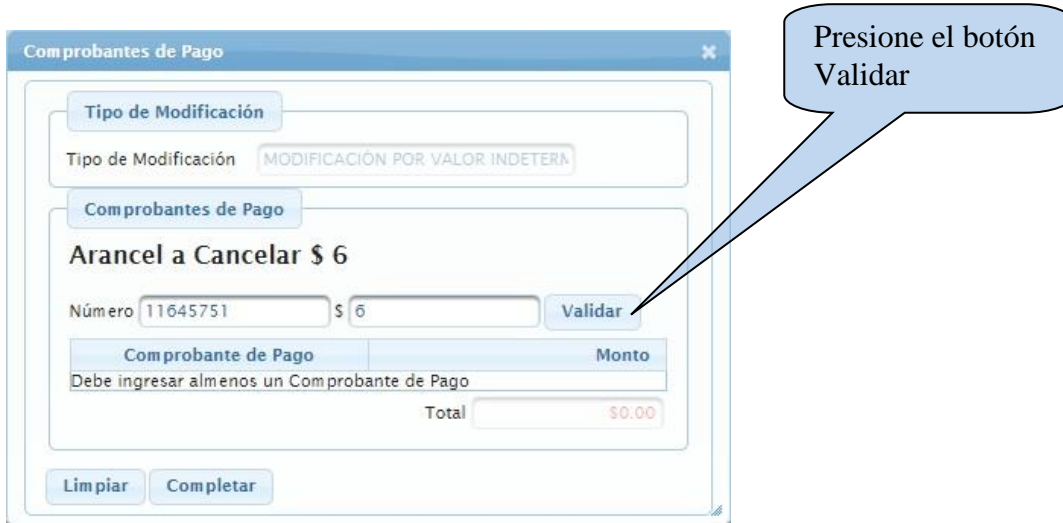 Presione el botón
Validar
Comprobantes de Pago
Tipo de Modificación
Tipo de Modificación MODIFICACIÓN POR VALOR INDETERM
Comprobantes de Pago
Arancel a Cancelar $ 6
Número 11645751 $ 6 Validar
Comprobante de Pago Monto
Debe ingresar almenos un Comprobante de Pago
Total $0.00
Limpiar Completar